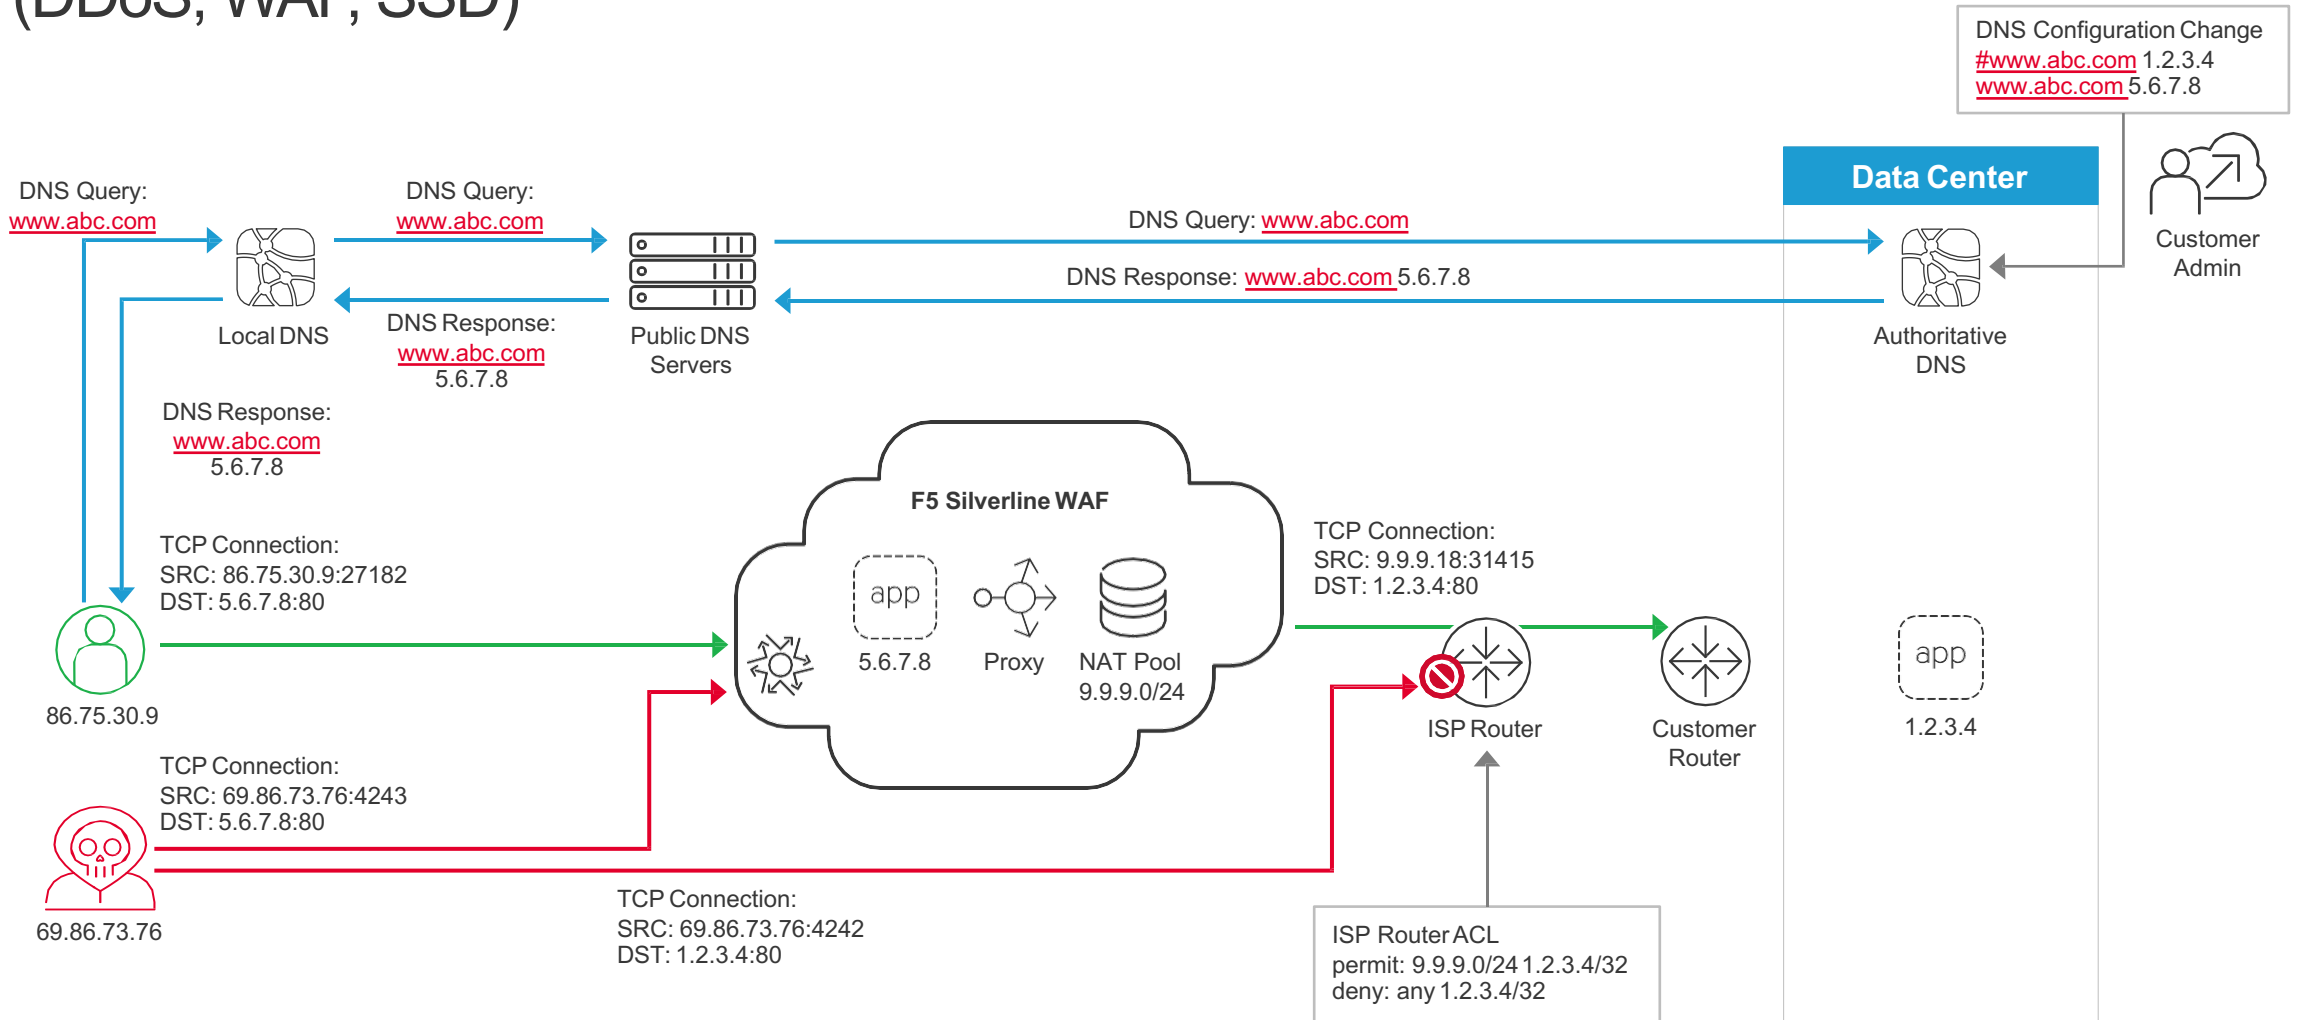 (DDoS, WAF, SSD)
DNS Configuration Change
#www.abc.com 1.2.3.4
www.abc.com 5.6.7.8
Data Center
Customer
Admin
DNS Query:
www.abc.com
DNS Query:
www.abc.com
DNS Query: www.abc.com
DNS Response: www.abc.com 5.6.7.8
Local DNS
DNS Response:
www.abc.com
5.6.7.8
Public DNS
Servers
Authoritative
DNS
DNS Response:
www.abc.com
5.6.7.8
F5 Silverline WAF
TCP Connection:
SRC: 86.75.30.9:27182
DST: 5.6.7.8:80
app
5.6.7.8
Proxy
NAT Pool
9.9.9.0/24
TCP Connection:
SRC: 9.9.9.18:31415
DST: 1.2.3.4:80
86.75.30.9
ISP Router
Customer
Router
app
1.2.3.4
TCP Connection:
SRC: 69.86.73.76:4243
DST: 5.6.7.8:80
69.86.73.76
TCP Connection:
SRC: 69.86.73.76:4242
DST: 1.2.3.4:80
ISP Router ACL
permit: 9.9.9.0/24 1.2.3.4/32
deny: any 1.2.3.4/32